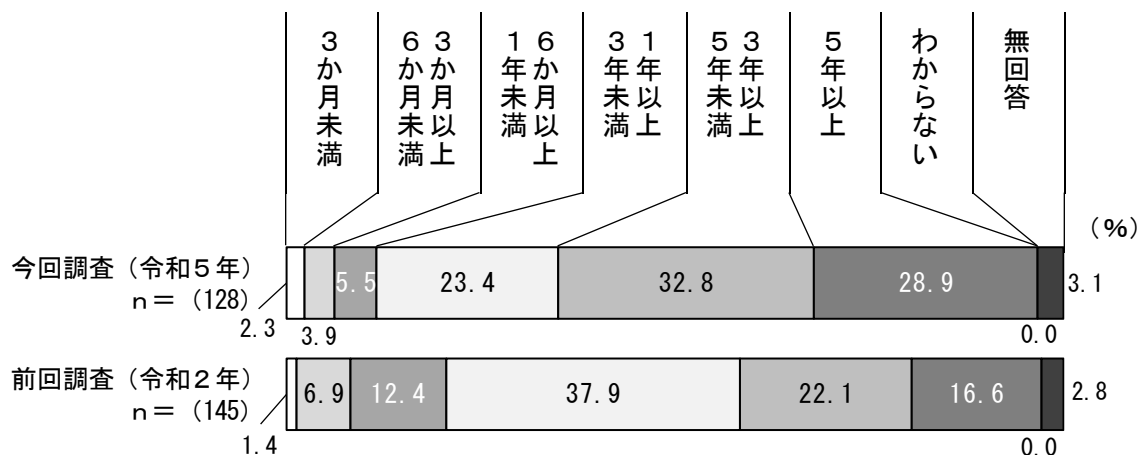 ３か月未満
３か月以上
６か月未満
６か月以上
１年未満
１年以上
３年未満
３年以上
５年未満
５年以上
わからない
無回答
（％）
今回調査（令和５年）
ｎ＝（128）
2.3
3.9
5.5
23.4
32.8
28.9
0.0
3.1
前回調査（令和２年）
ｎ＝（145）
1.4
6.9
12.4
37.9
22.1
16.6
0.0
2.8